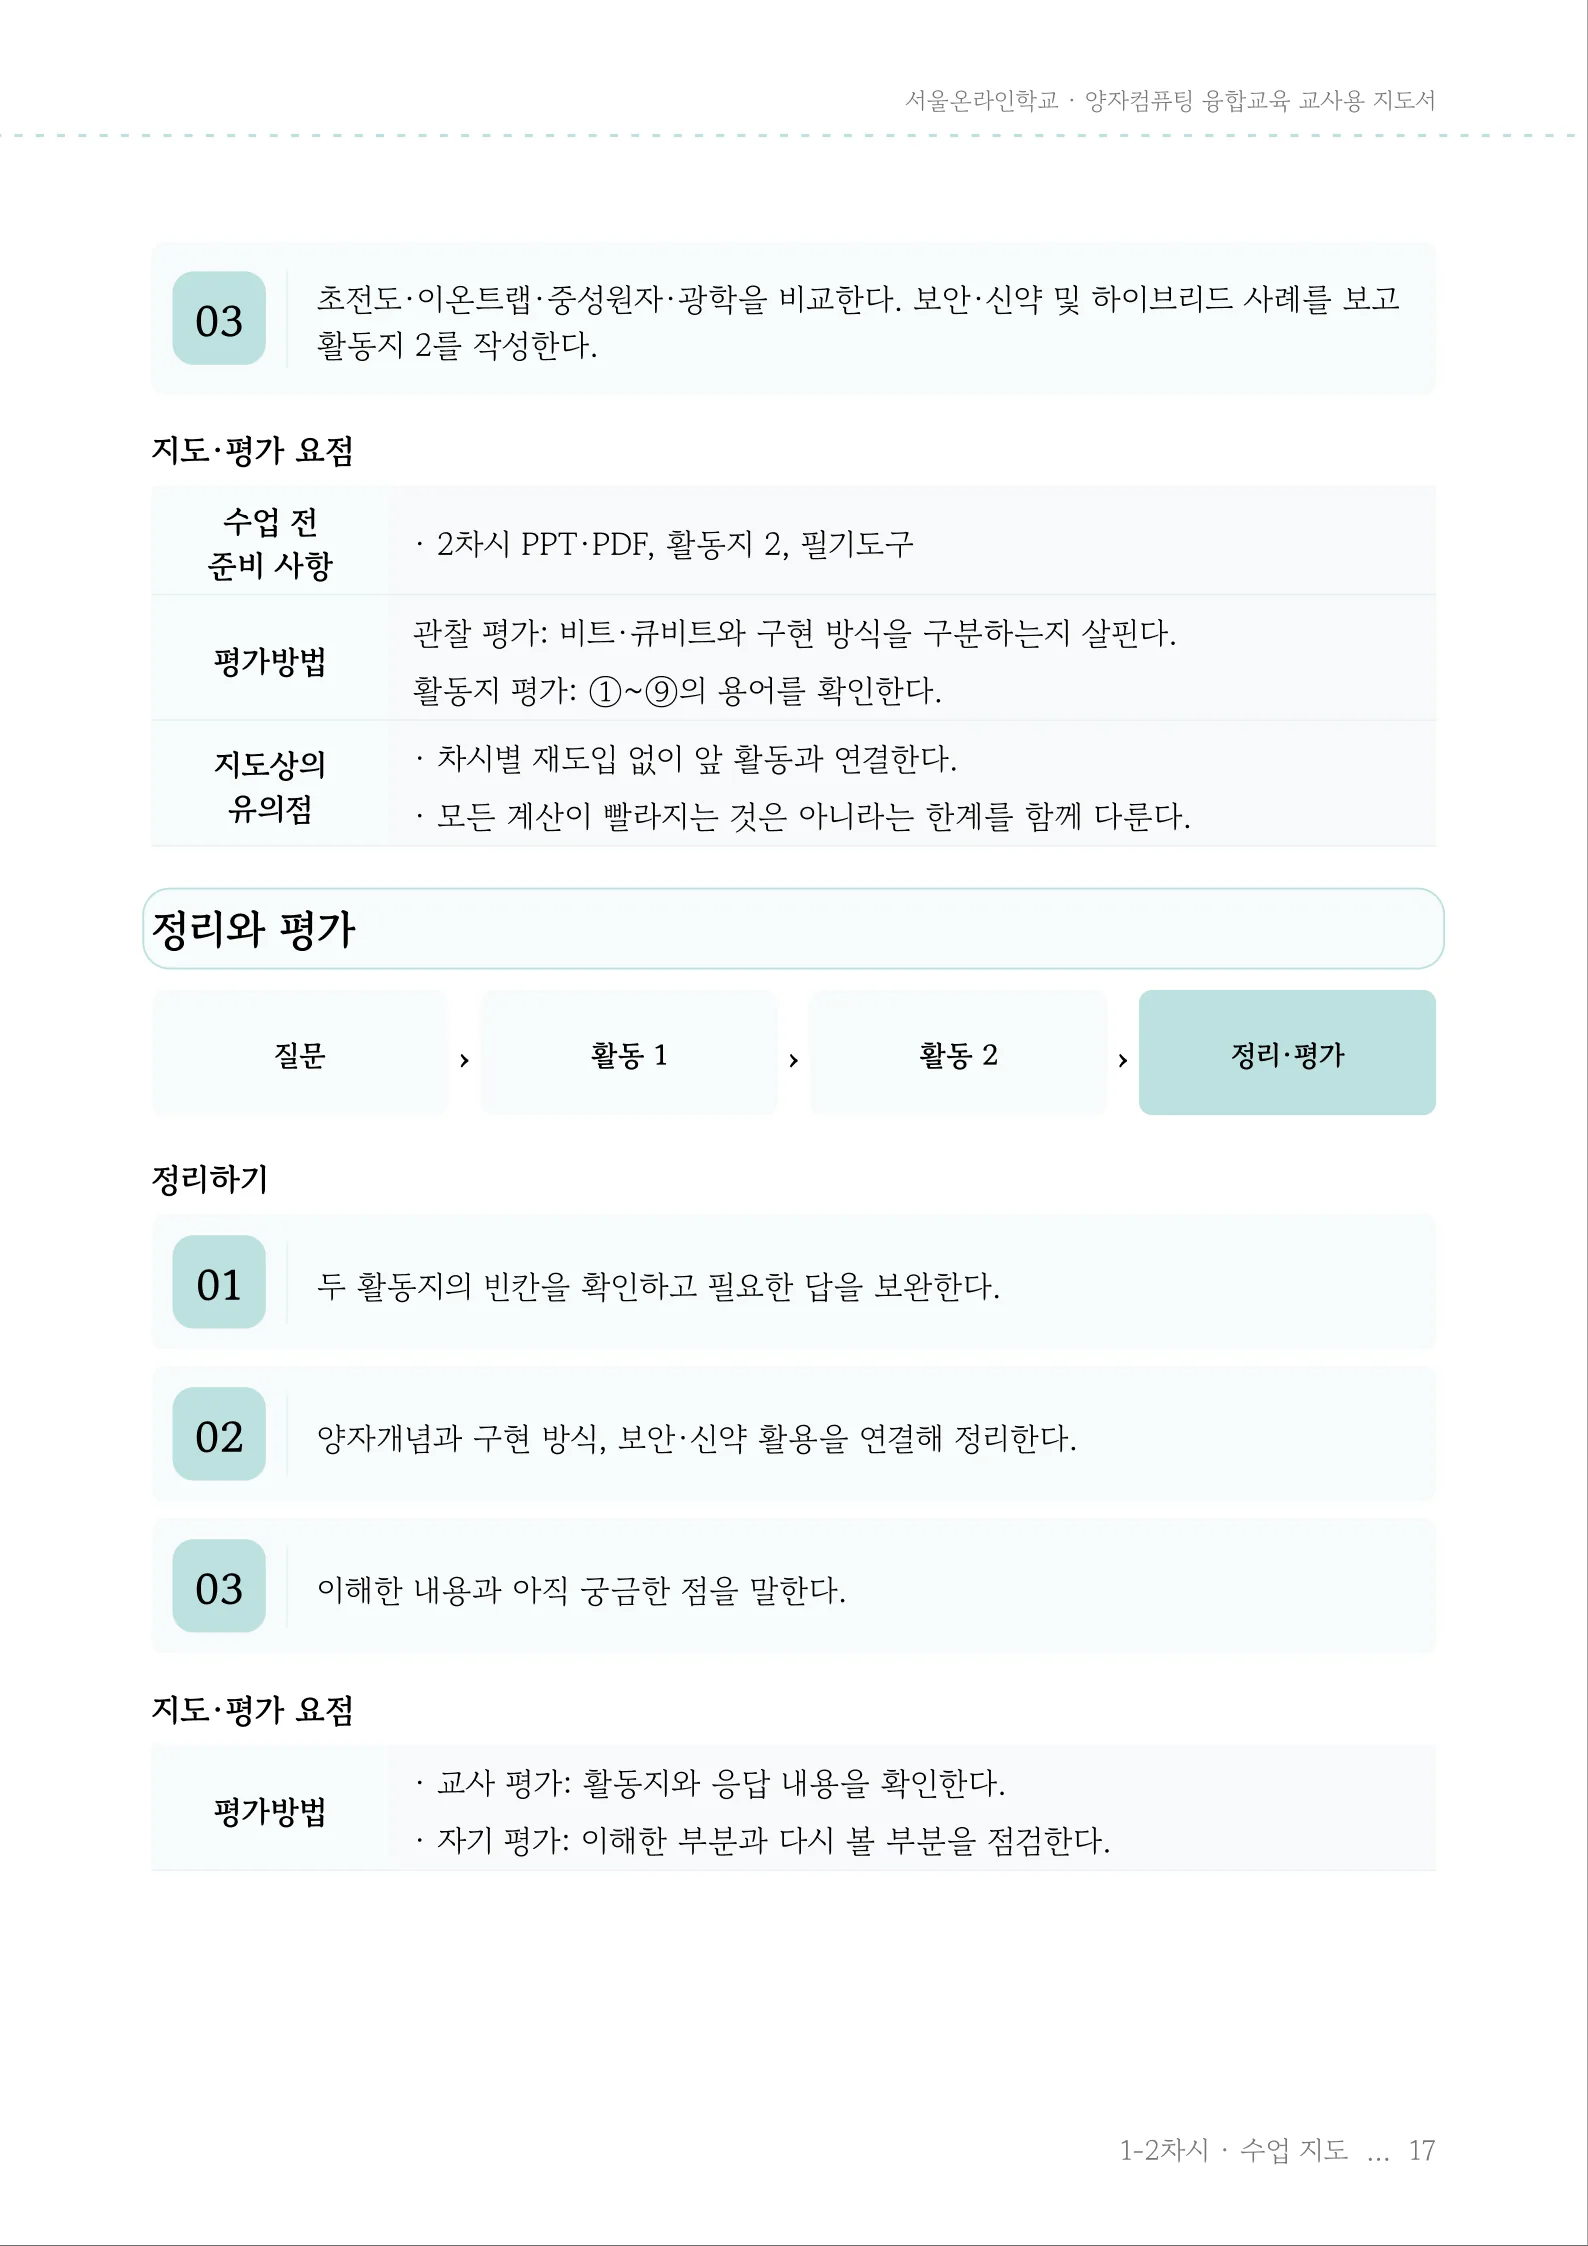 서울온라인학교 · 양자컴퓨팅 융합교육 교사용 지도서
03
초전도·이온트랩·중성원자·광학을 비교한다. 보안·신약 및 하이브리드 사례를 보고
활동지 2를 작성한다.
지도·평가 요점
수업 전
준비 사항
· 2차시 PPT·PDF, 활동지 2, 필기도구
평가방법
관찰 평가: 비트·큐비트와 구현 방식을 구분하는지 살핀다.
활동지 평가: ①~⑨의 용어를 확인한다.
지도상의
유의점
· 차시별 재도입 없이 앞 활동과 연결한다.
· 모든 계산이 빨라지는 것은 아니라는 한계를 함께 다룬다.
정리와 평가
질문 › 활동 1 › 활동 2 › 정리·평가
정리하기
01
두 활동지의 빈칸을 확인하고 필요한 답을 보완한다.
02
양자개념과 구현 방식, 보안·신약 활용을 연결해 정리한다.
03
이해한 내용과 아직 궁금한 점을 말한다.
지도·평가 요점
평가방법
· 교사 평가: 활동지와 응답 내용을 확인한다.
· 자기 평가: 이해한 부분과 다시 볼 부분을 점검한다.
1-2차시 · 수업 지도 ... 17